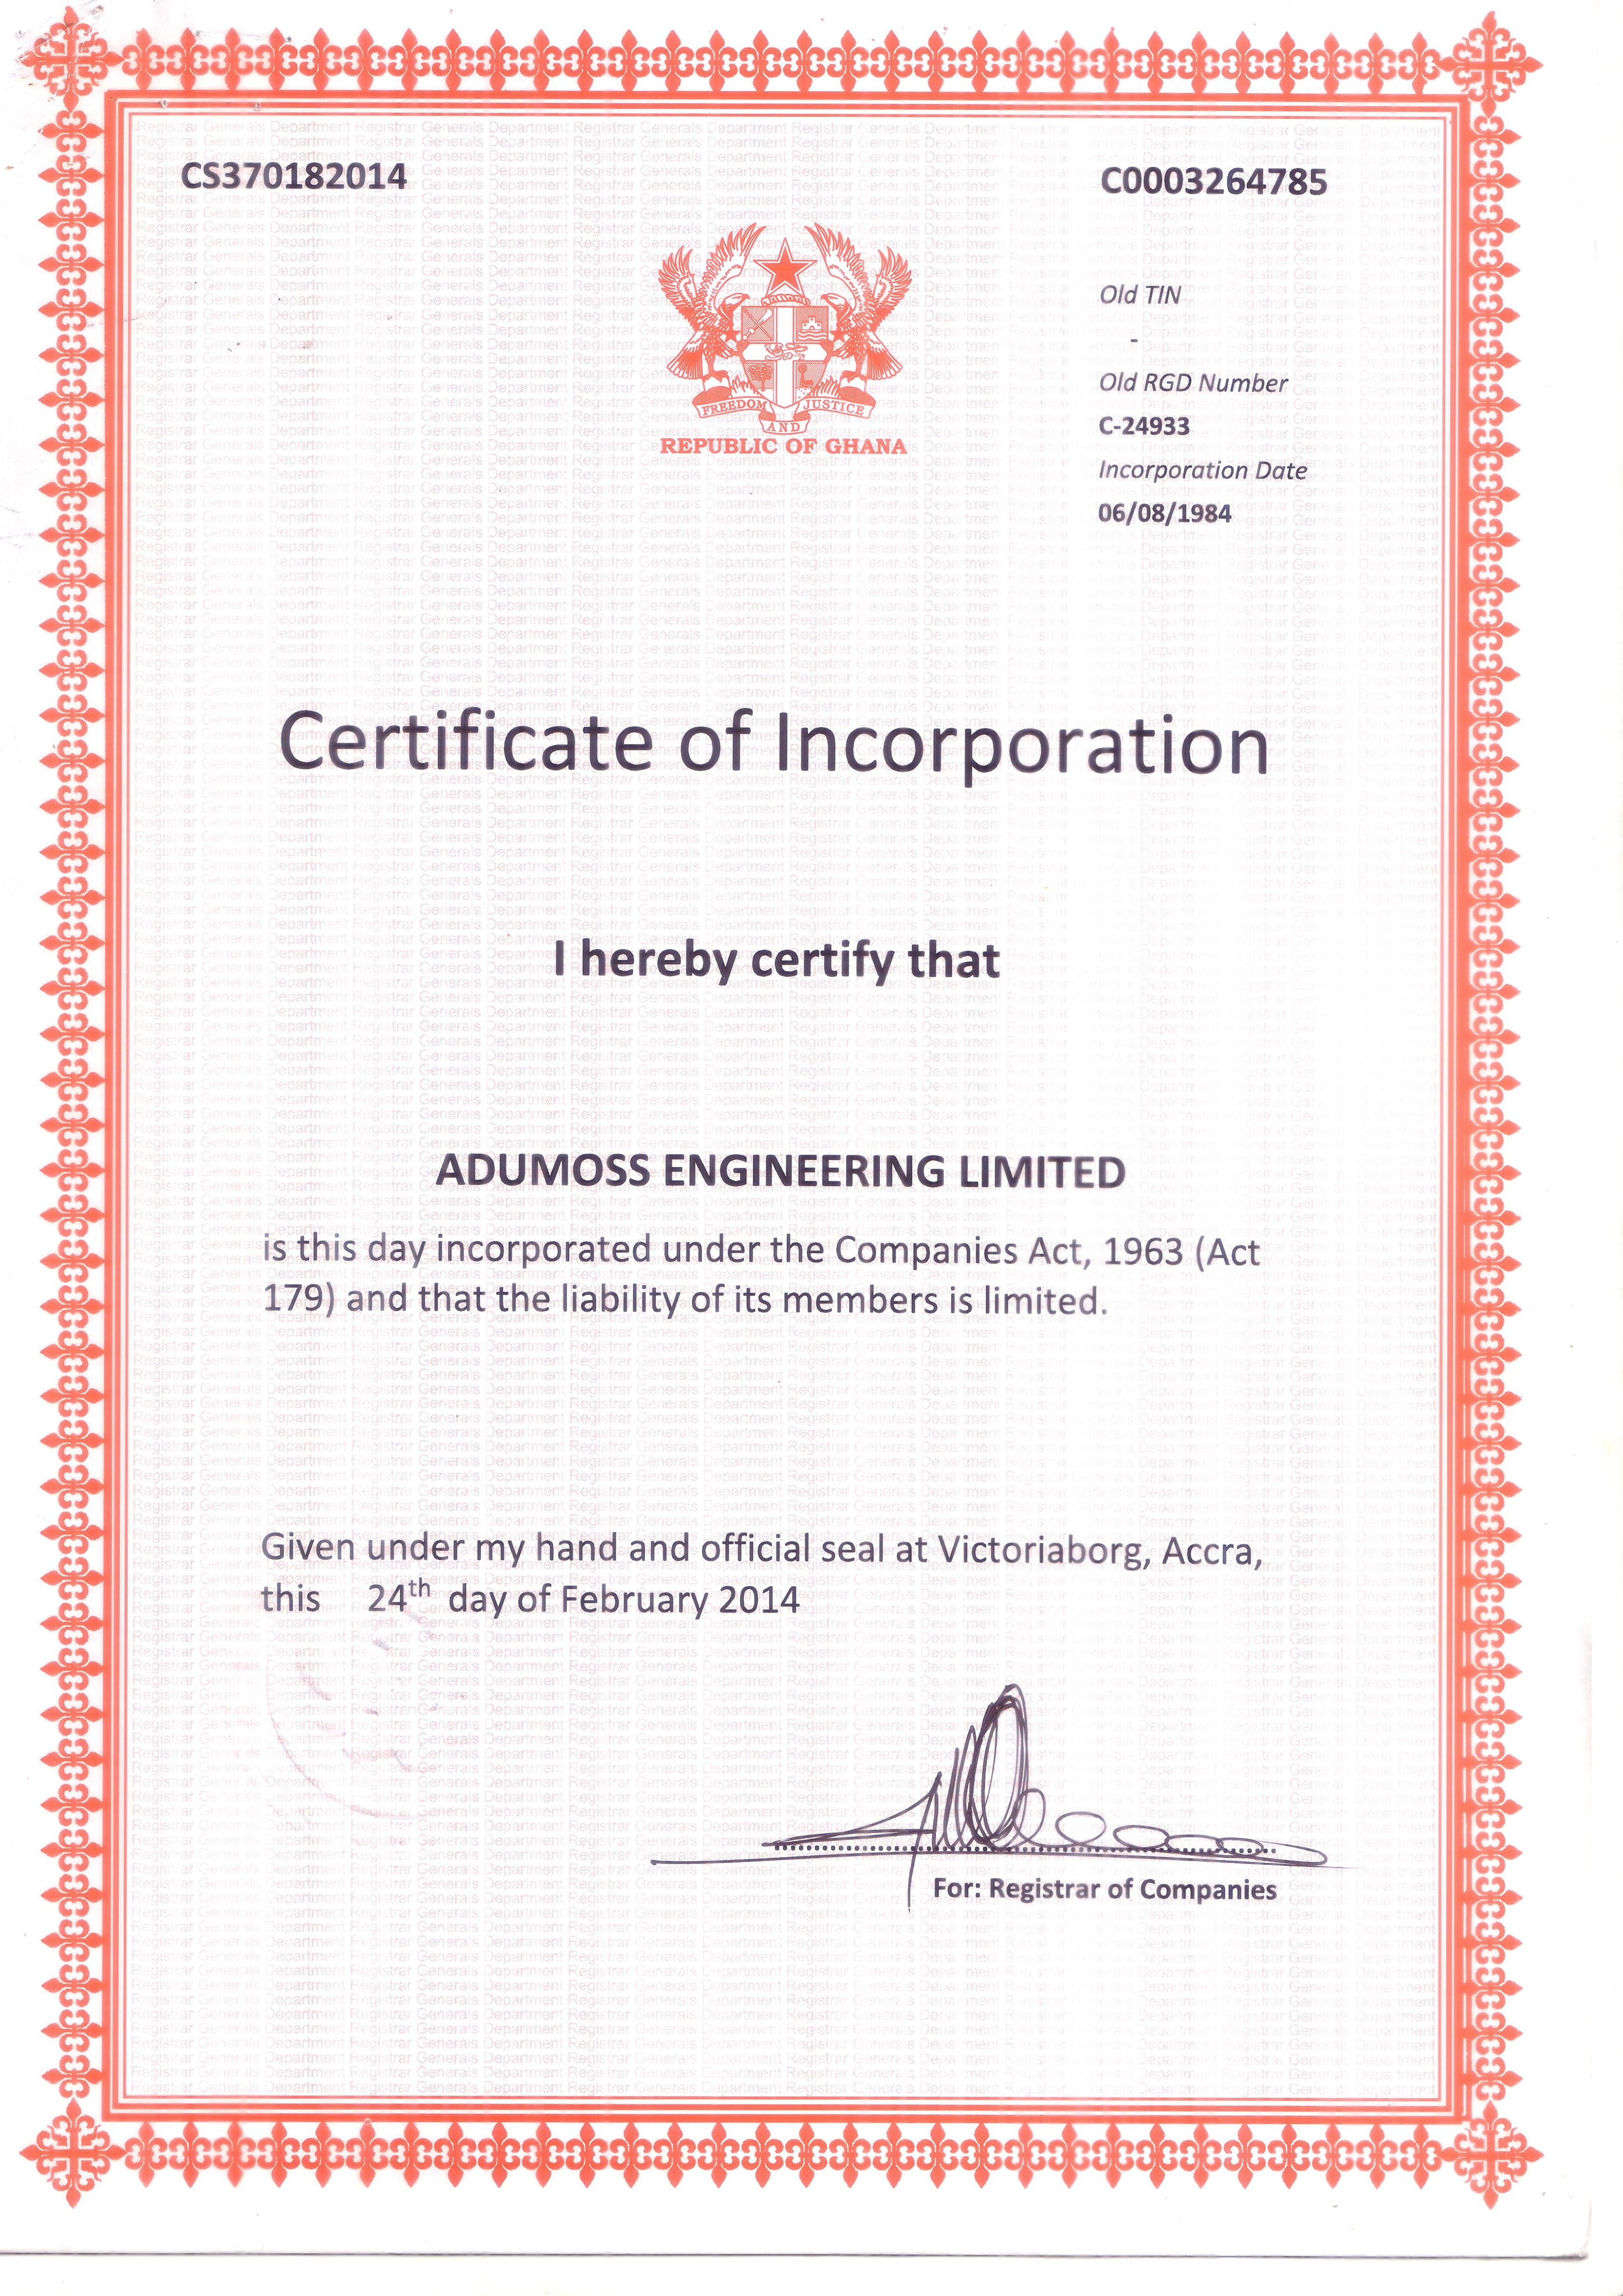 CS370182014
C0003264785
FREEDOM AND JUSTICE
REPUBLIC OF GHANA
Old TIN
-
Old RGD Number
C-24933
Incorporation Date
06/08/1984
Certificate of Incorporation
I hereby certify that
ADUMOSS ENGINEERING LIMITED
is this day incorporated under the Companies Act, 1963 (Act
179) and that the liability of its members is limited.
Given under my hand and official seal at Victoriaborg, Accra,
this 24th day of February 2014
For: Registrar of Companies